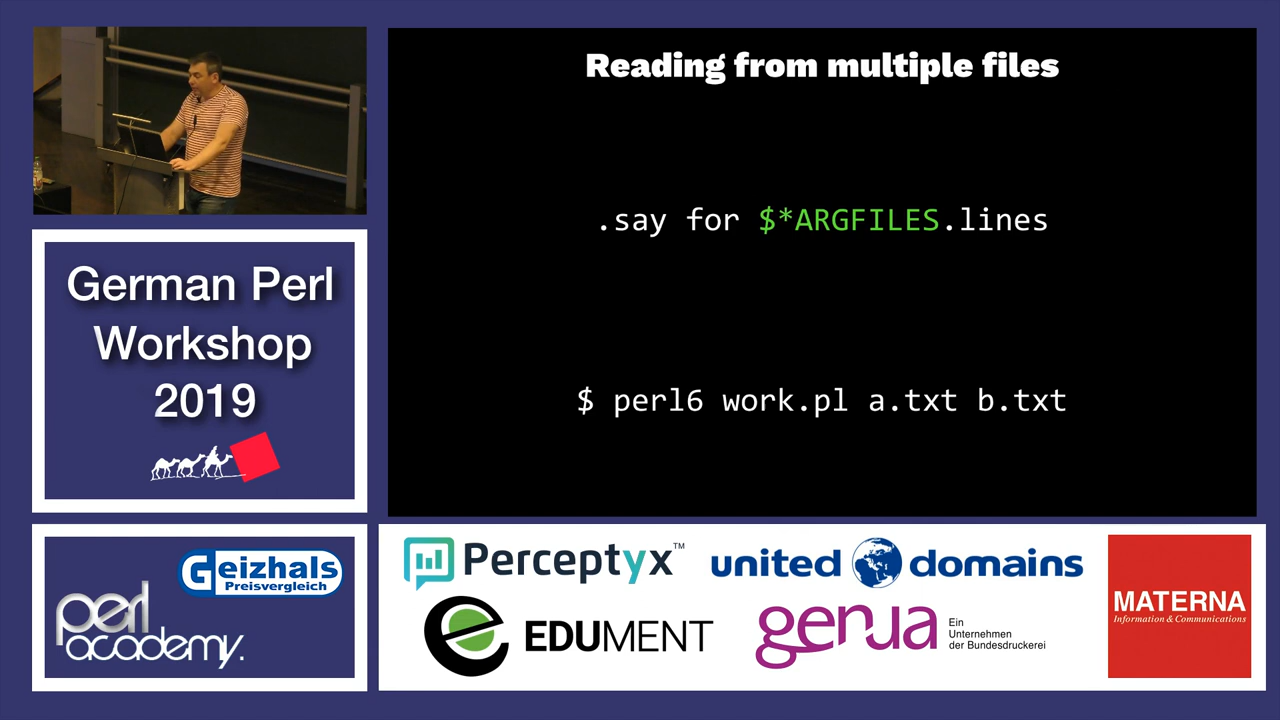 Reading from multiple files
.say for $*ARGFILES.lines
$ perl6 work.pl a.txt b.txt
German Perl
Workshop
2019
Geizhals
Preisvergleich
perl
academy.
Perceptyx™
united domains
EDUMENT
genua
Ein
Unternehmen
der Bundesdruckerei
MATERNA
Information & Communications